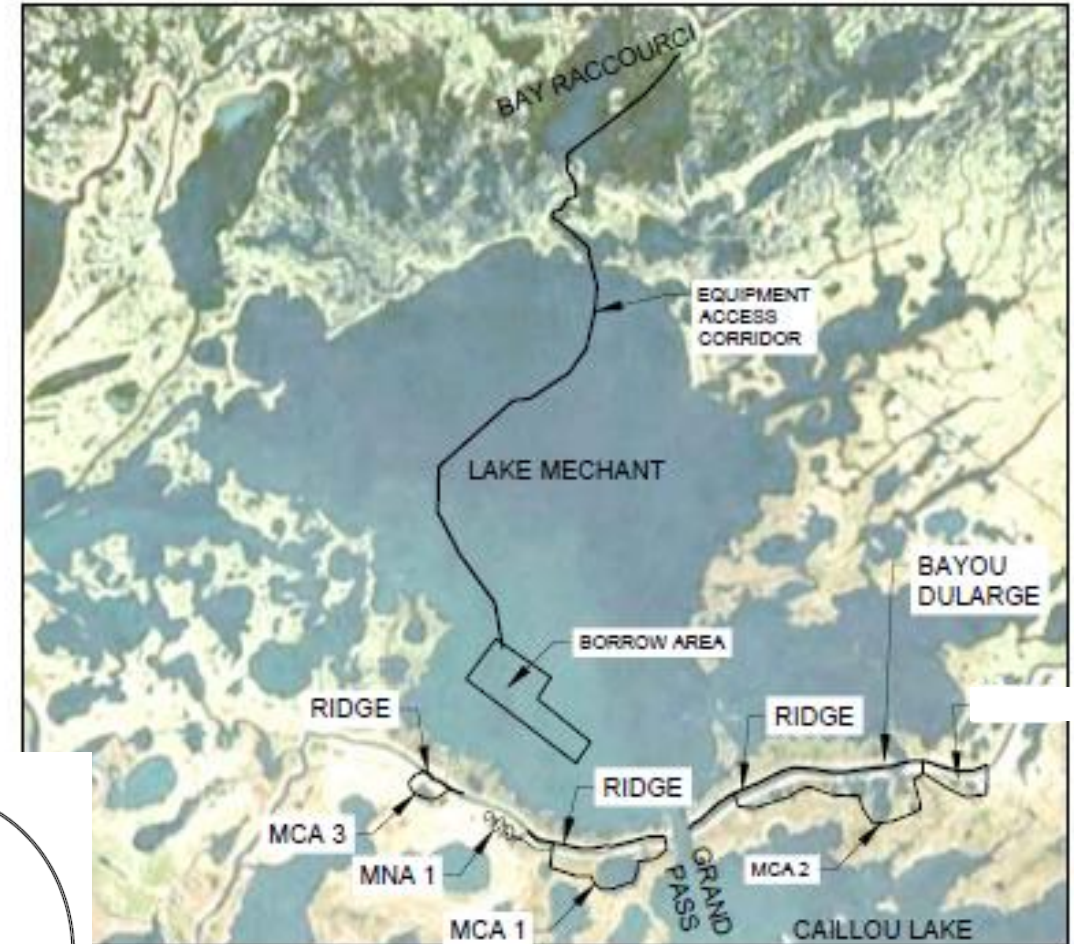 BAY RACCOURCI
EQUIPMENT
ACCESS
CORRIDOR
LAKE MECHANT
BAYOU
DULARGE
BORROW AREA
RIDGE
RIDGE
RIDGE
MCA 3
MNA 1
MCA 1
GRAND
PASS
MCA 2
CAILLOU LAKE